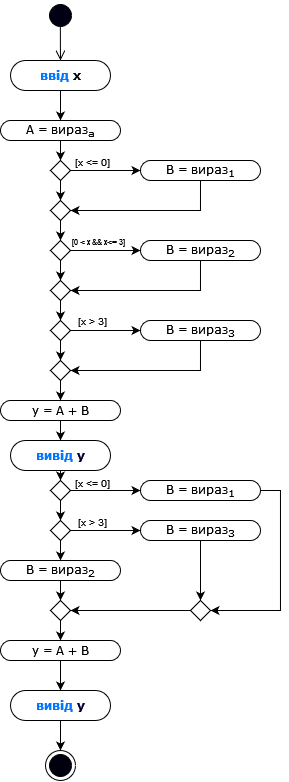 ввід x
A = виразₐ
[x <= 0]
B = вираз₁
[0 < x && x<= 3]
B = вираз₂
[x > 3]
B = вираз₃
y = A + B
вивід y
[x <= 0]
B = вираз₁
[x > 3]
B = вираз₃
B = вираз₂
y = A + B
вивід y